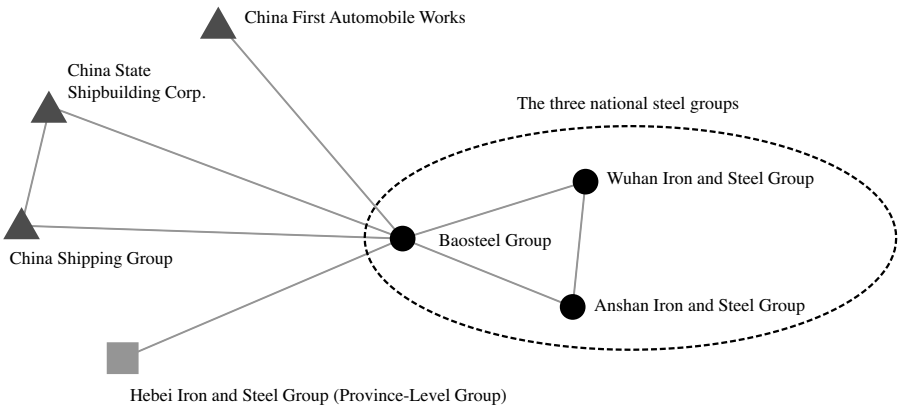 China First Automobile Works
China State
Shipbuilding Corp.
The three national steel groups
Wuhan Iron and Steel Group
Baosteel Group
China Shipping Group
Anshan Iron and Steel Group
Hebei Iron and Steel Group (Province-Level Group)